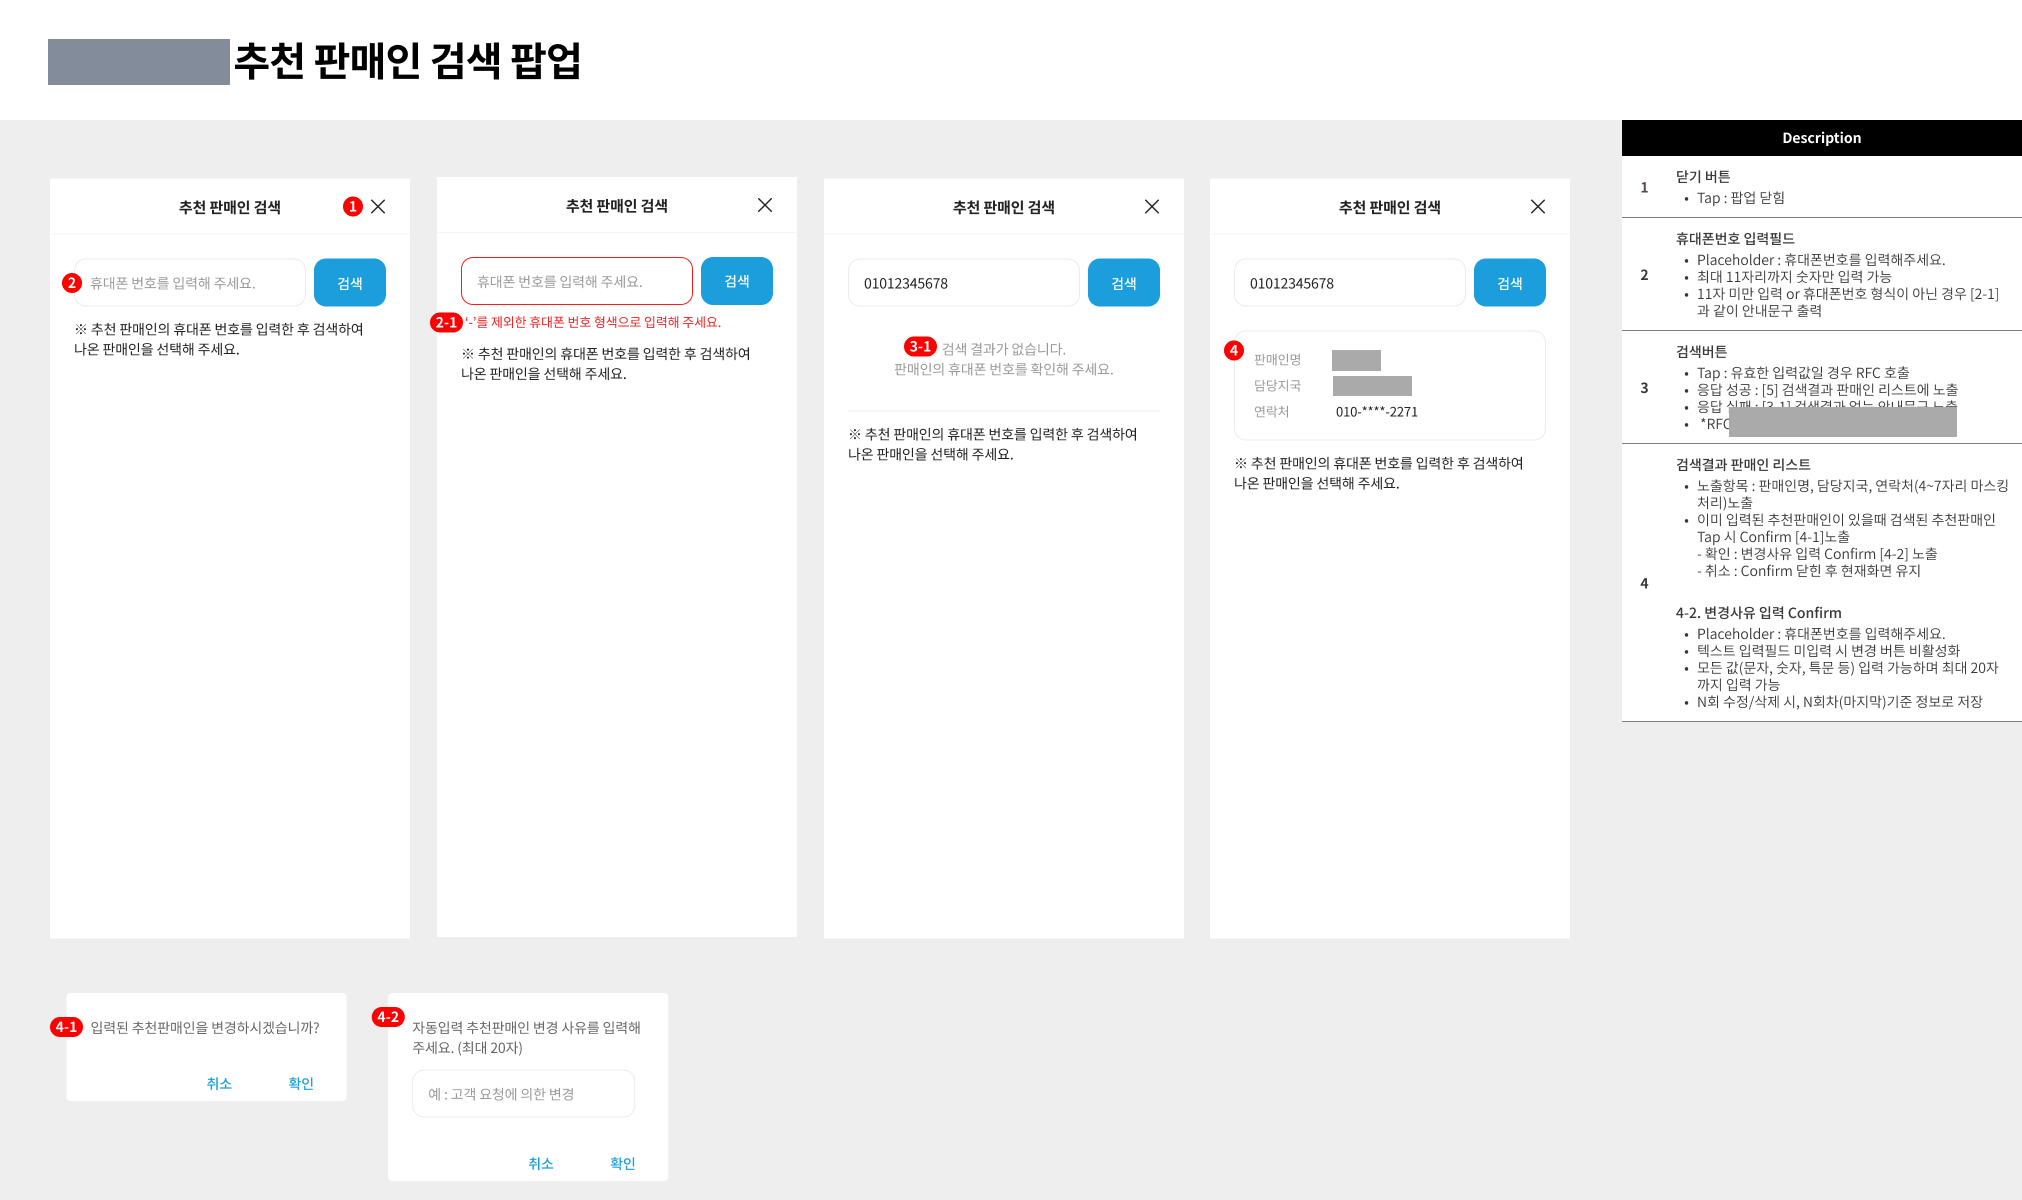 추천 판매인 검색 팝업
추천 판매인 검색
1
2
휴대폰 번호를 입력해 주세요.
검색
※ 추천 판매인의 휴대폰 번호를 입력한 후 검색하여
나온 판매인을 선택해 주세요.
추천 판매인 검색
휴대폰 번호를 입력해 주세요.
검색
2-1
'-'를 제외한 휴대폰 번호 형색으로 입력해 주세요.
※ 추천 판매인의 휴대폰 번호를 입력한 후 검색하여
나온 판매인을 선택해 주세요.
추천 판매인 검색
01012345678
검색
3-1
검색 결과가 없습니다.
판매인의 휴대폰 번호를 확인해 주세요.
※ 추천 판매인의 휴대폰 번호를 입력한 후 검색하여
나온 판매인을 선택해 주세요.
추천 판매인 검색
01012345678
검색
4
판매인명
담당지국
연락처 010-****-2271
※ 추천 판매인의 휴대폰 번호를 입력한 후 검색하여
나온 판매인을 선택해 주세요.
4-1
입력된 추천판매인을 변경하시겠습니까?
취소 확인
4-2
자동입력 추천판매인 변경 사유를 입력해
주세요. (최대 20자)
예 : 고객 요청에 의한 변경
취소 확인
Description
1
닫기 버튼
• Tap : 팝업 닫힘
2
휴대폰번호 입력필드
• Placeholder : 휴대폰번호를 입력해주세요.
• 최대 11자리까지 숫자만 입력 가능
• 11자 미만 입력 or 휴대폰번호 형식이 아닌 경우 [2-1]
과 같이 안내문구 출력
3
검색버튼
• Tap : 유효한 입력값일 경우 RFC 호출
• 응답 성공 : [5] 검색결과 판매인 리스트에 노출
• 응답 실패 : [3-1] 검색결과 없는 안내문구 노출
• *RFC
4
검색결과 판매인 리스트
• 노출항목 : 판매인명, 담당지국, 연락처(4~7자리 마스킹
처리)노출
• 이미 입력된 추천판매인이 있을때 검색된 추천판매인
Tap 시 Confirm [4-1]노출
- 확인 : 변경사유 입력 Confirm [4-2] 노출
- 취소 : Confirm 닫힌 후 현재화면 유지
4-2. 변경사유 입력 Confirm
• Placeholder : 휴대폰번호를 입력해주세요.
• 텍스트 입력필드 미입력 시 변경 버튼 비활성화
• 모든 값(문자, 숫자, 특문 등) 입력 가능하며 최대 20자
까지 입력 가능
• N회 수정/삭제 시, N회차(마지막)기준 정보로 저장